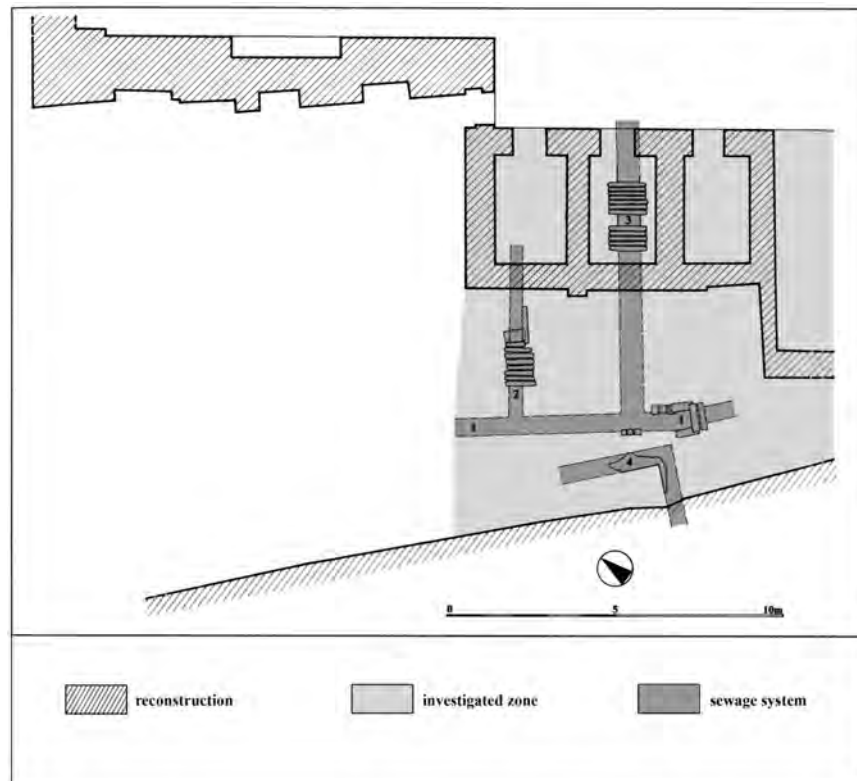 3
2
1
1
4
0 5 10m
reconstruction
investigated zone
sewage system